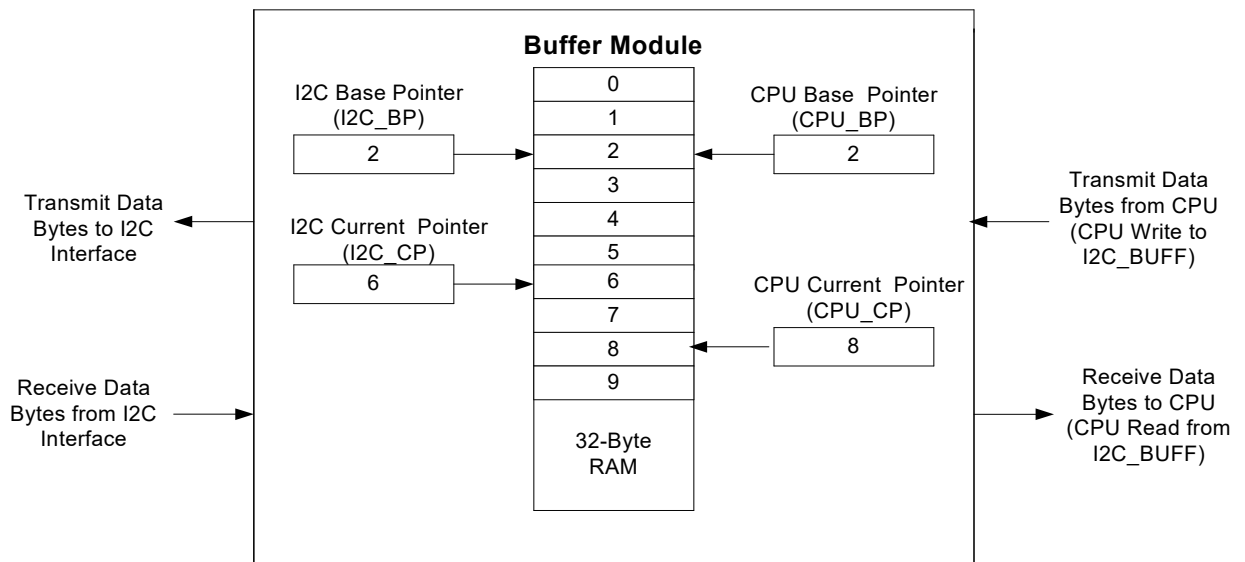 Buffer Module
I2C Base Pointer
(I2C_BP)
2
I2C Current Pointer
(I2C_CP)
6
0
1
2
3
4
5
6
7
8
9
32-Byte
RAM
CPU Base Pointer
(CPU_BP)
2
CPU Current Pointer
(CPU_CP)
8
Transmit Data
Bytes to I2C
Interface
Receive Data
Bytes from I2C
Interface
Transmit Data
Bytes from CPU
(CPU Write to
I2C_BUFF)
Receive Data
Bytes to CPU
(CPU Read from
I2C_BUFF)